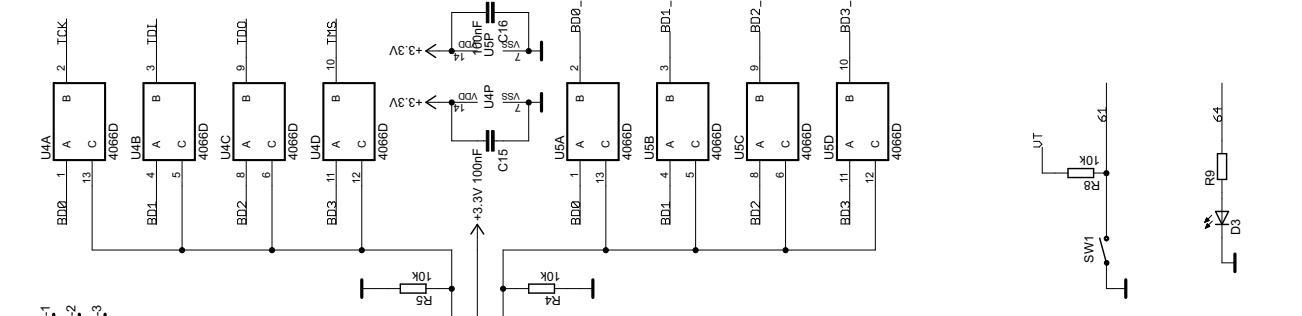 TCK
TDI
TDO
TMS
2
3
9
10
B
B
B
B
A
C
A
C
A
C
A
C
U4A
4066D
U4B
4066D
U4C
4066D
U4D
4066D
1
13
4
5
8
6
11
12
BD0
BD1
BD2
BD3
100nF
C16
+3.3V
14
VDD
U5P
VSS
7
+3.3V
14
VDD
U4P
VSS
7
100nF
C15
+3.3V
BD0_
BD1_
BD2_
BD3_
2
3
9
10
B
B
B
B
A
C
A
C
A
C
A
C
U5A
4066D
U5B
4066D
U5C
4066D
U5D
4066D
1
13
4
5
8
6
11
12
BD0
BD1
BD2
BD3
10k
R5
10k
R4
61
VT
10k
R8
SW1
64
R9
D3
-1
-2
-3